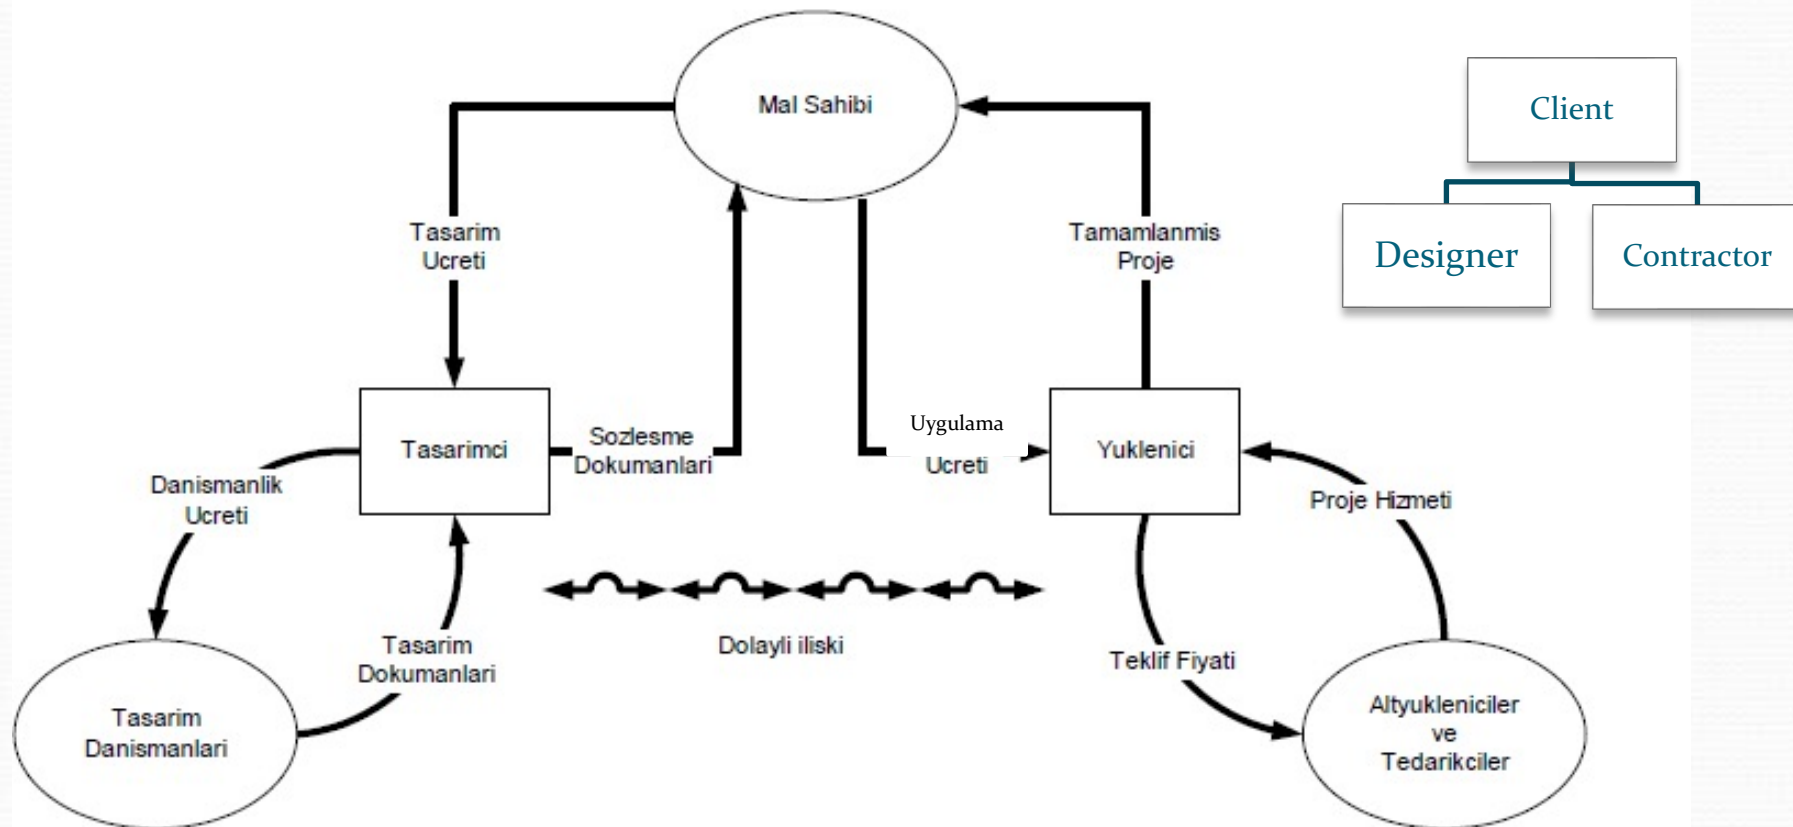 Mal Sahibi
Client
Designer
Contractor
Tasarim
Ucreti
Tamamlanmis
Proje
Tasarimci
Sozlesme
Dokumanlari
Uygulama
Ucreti
Yuklenici
Danismanlik
Ucreti
Proje Hizmeti
Tasarim
Dokumanlari
Dolayli iliski
Teklif Fiyati
Tasarim
Danismanlari
Altyukleniciler
ve
Tedarikciler